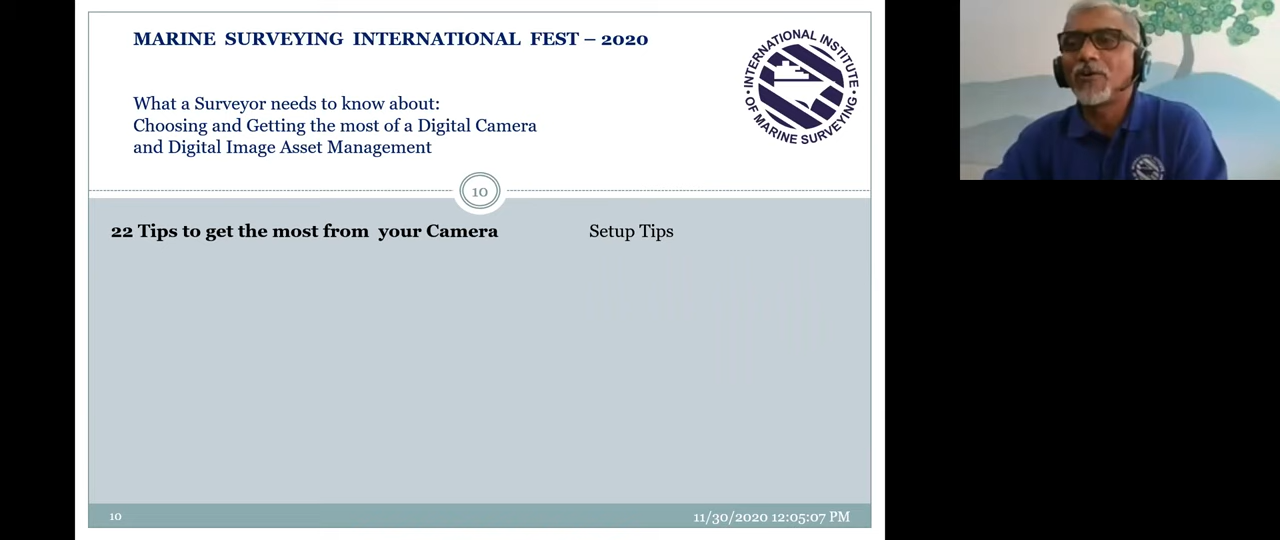 MARINE SURVEYING INTERNATIONAL FEST – 2020
INTERNATIONAL INSTITUTE
OF MARINE SURVEYING
What a Surveyor needs to know about:
Choosing and Getting the most of a Digital Camera
and Digital Image Asset Management
10
22 Tips to get the most from your Camera
Setup Tips
10
11/30/2020 12:05:07 PM